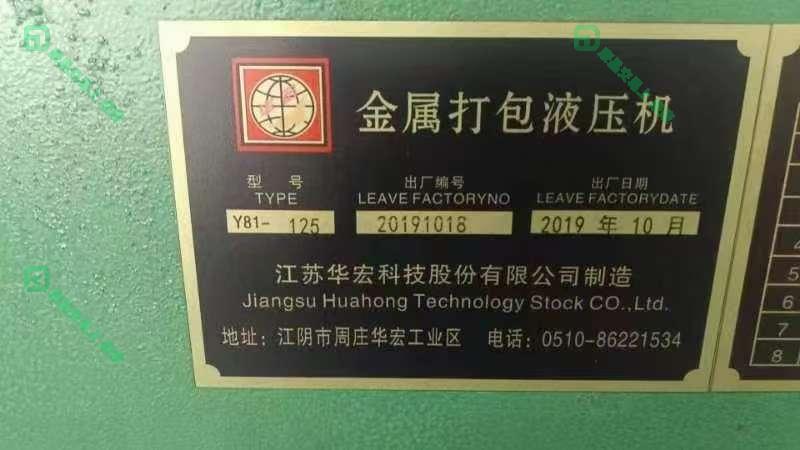 金属打包液压机
型号 出厂编号 出厂日期
TYPE LEAVE FACTORYNO LEAVE FACTORYDATE
Y81- 125 20191018 2019 年 10 月
江苏华宏科技股份有限公司制造
Jiangsu Huahong Technology Stock CO.,Ltd.
地址：江阴市周庄华宏工业区 电话：0510-86221534
4
5
6
7
8